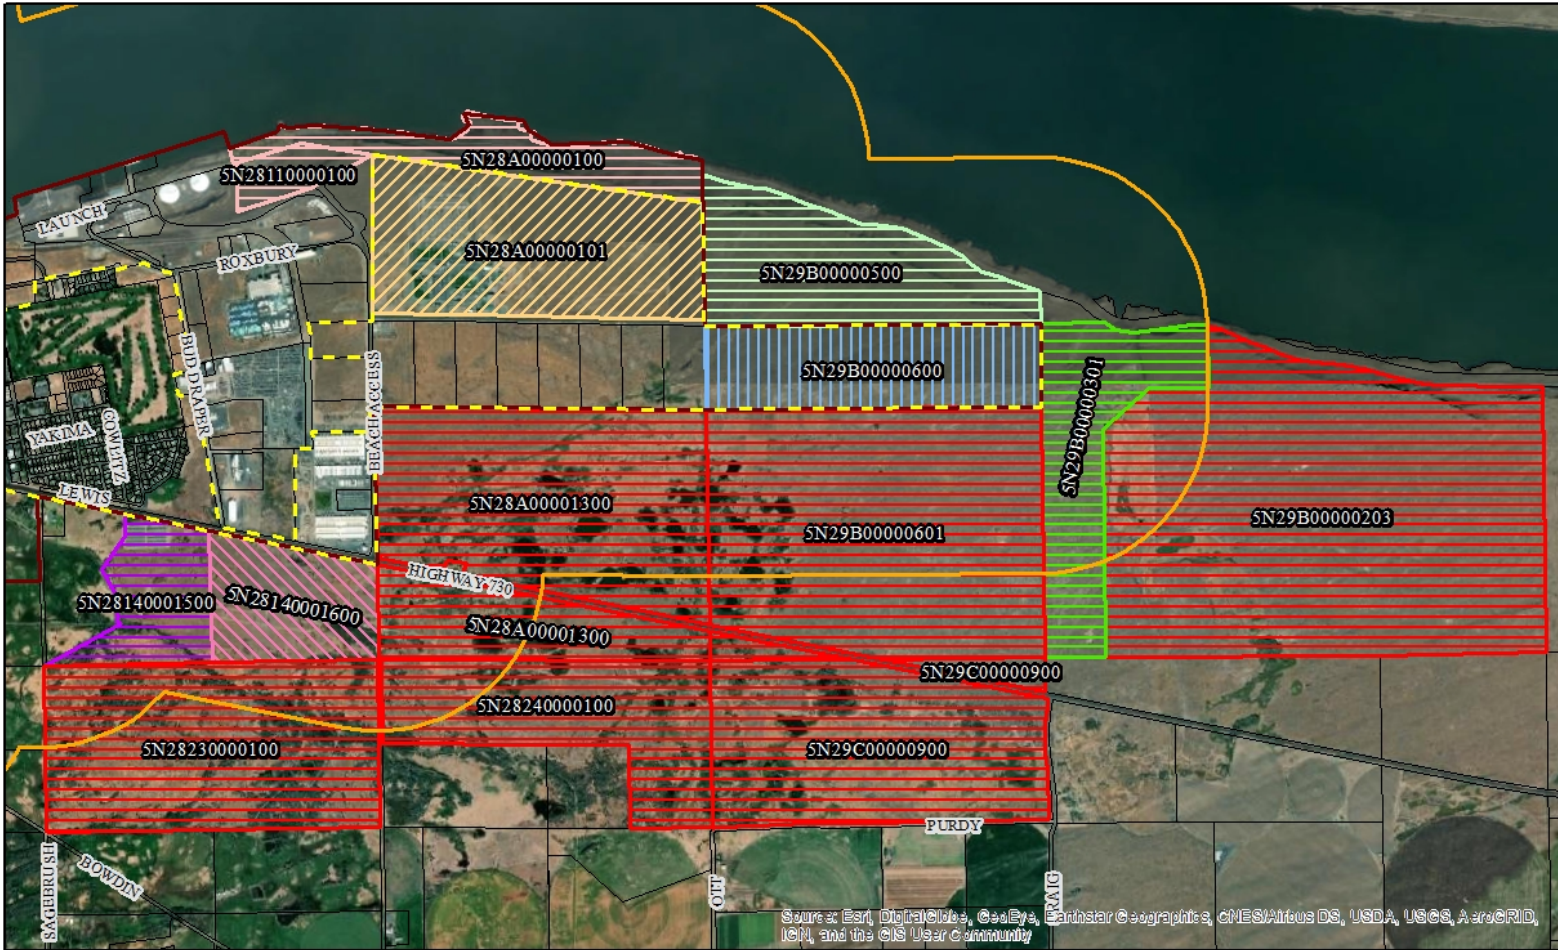 5N28A00000100
5N28110000100
LAUNCH
ROXBURY
5N28A00000101
5N29B00000500
BUD DRAPER
BEACH ACCESS
5N29B00000600
5N29B00000301
YAKIMA
COWLITZ
LEWIS
5N28A00001300
5N29B00000601
5N29B00000203
HIGHWAY 730
5N28140001500
5N28140001600
5N28A00001300
5N29C00000900
5N28240000100
5N28230000100
5N29C00000900
PURDY
SAGEBRUSH
BOWDIN
OTT
CRAIG
Source: Esri, DigitalGlobe, GeoEye, Earthstar Geographics, CNES/Airbus DS, USDA, USGS, AeroGRID,
IGN, and the GIS User Community